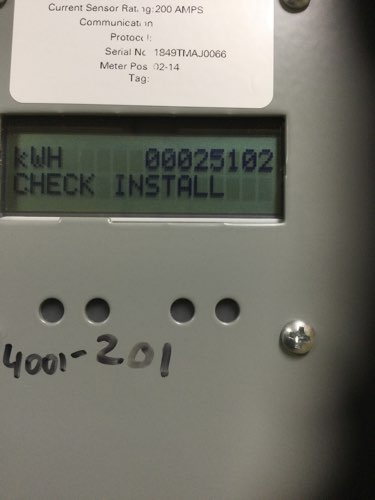 Current Sensor Rating:200 AMPS
Communication
Protocol:
Serial No 1849TMAJ0066
Meter Pos 02-14
Tag:
kWH 00025102
CHECK INSTALL
4001-201